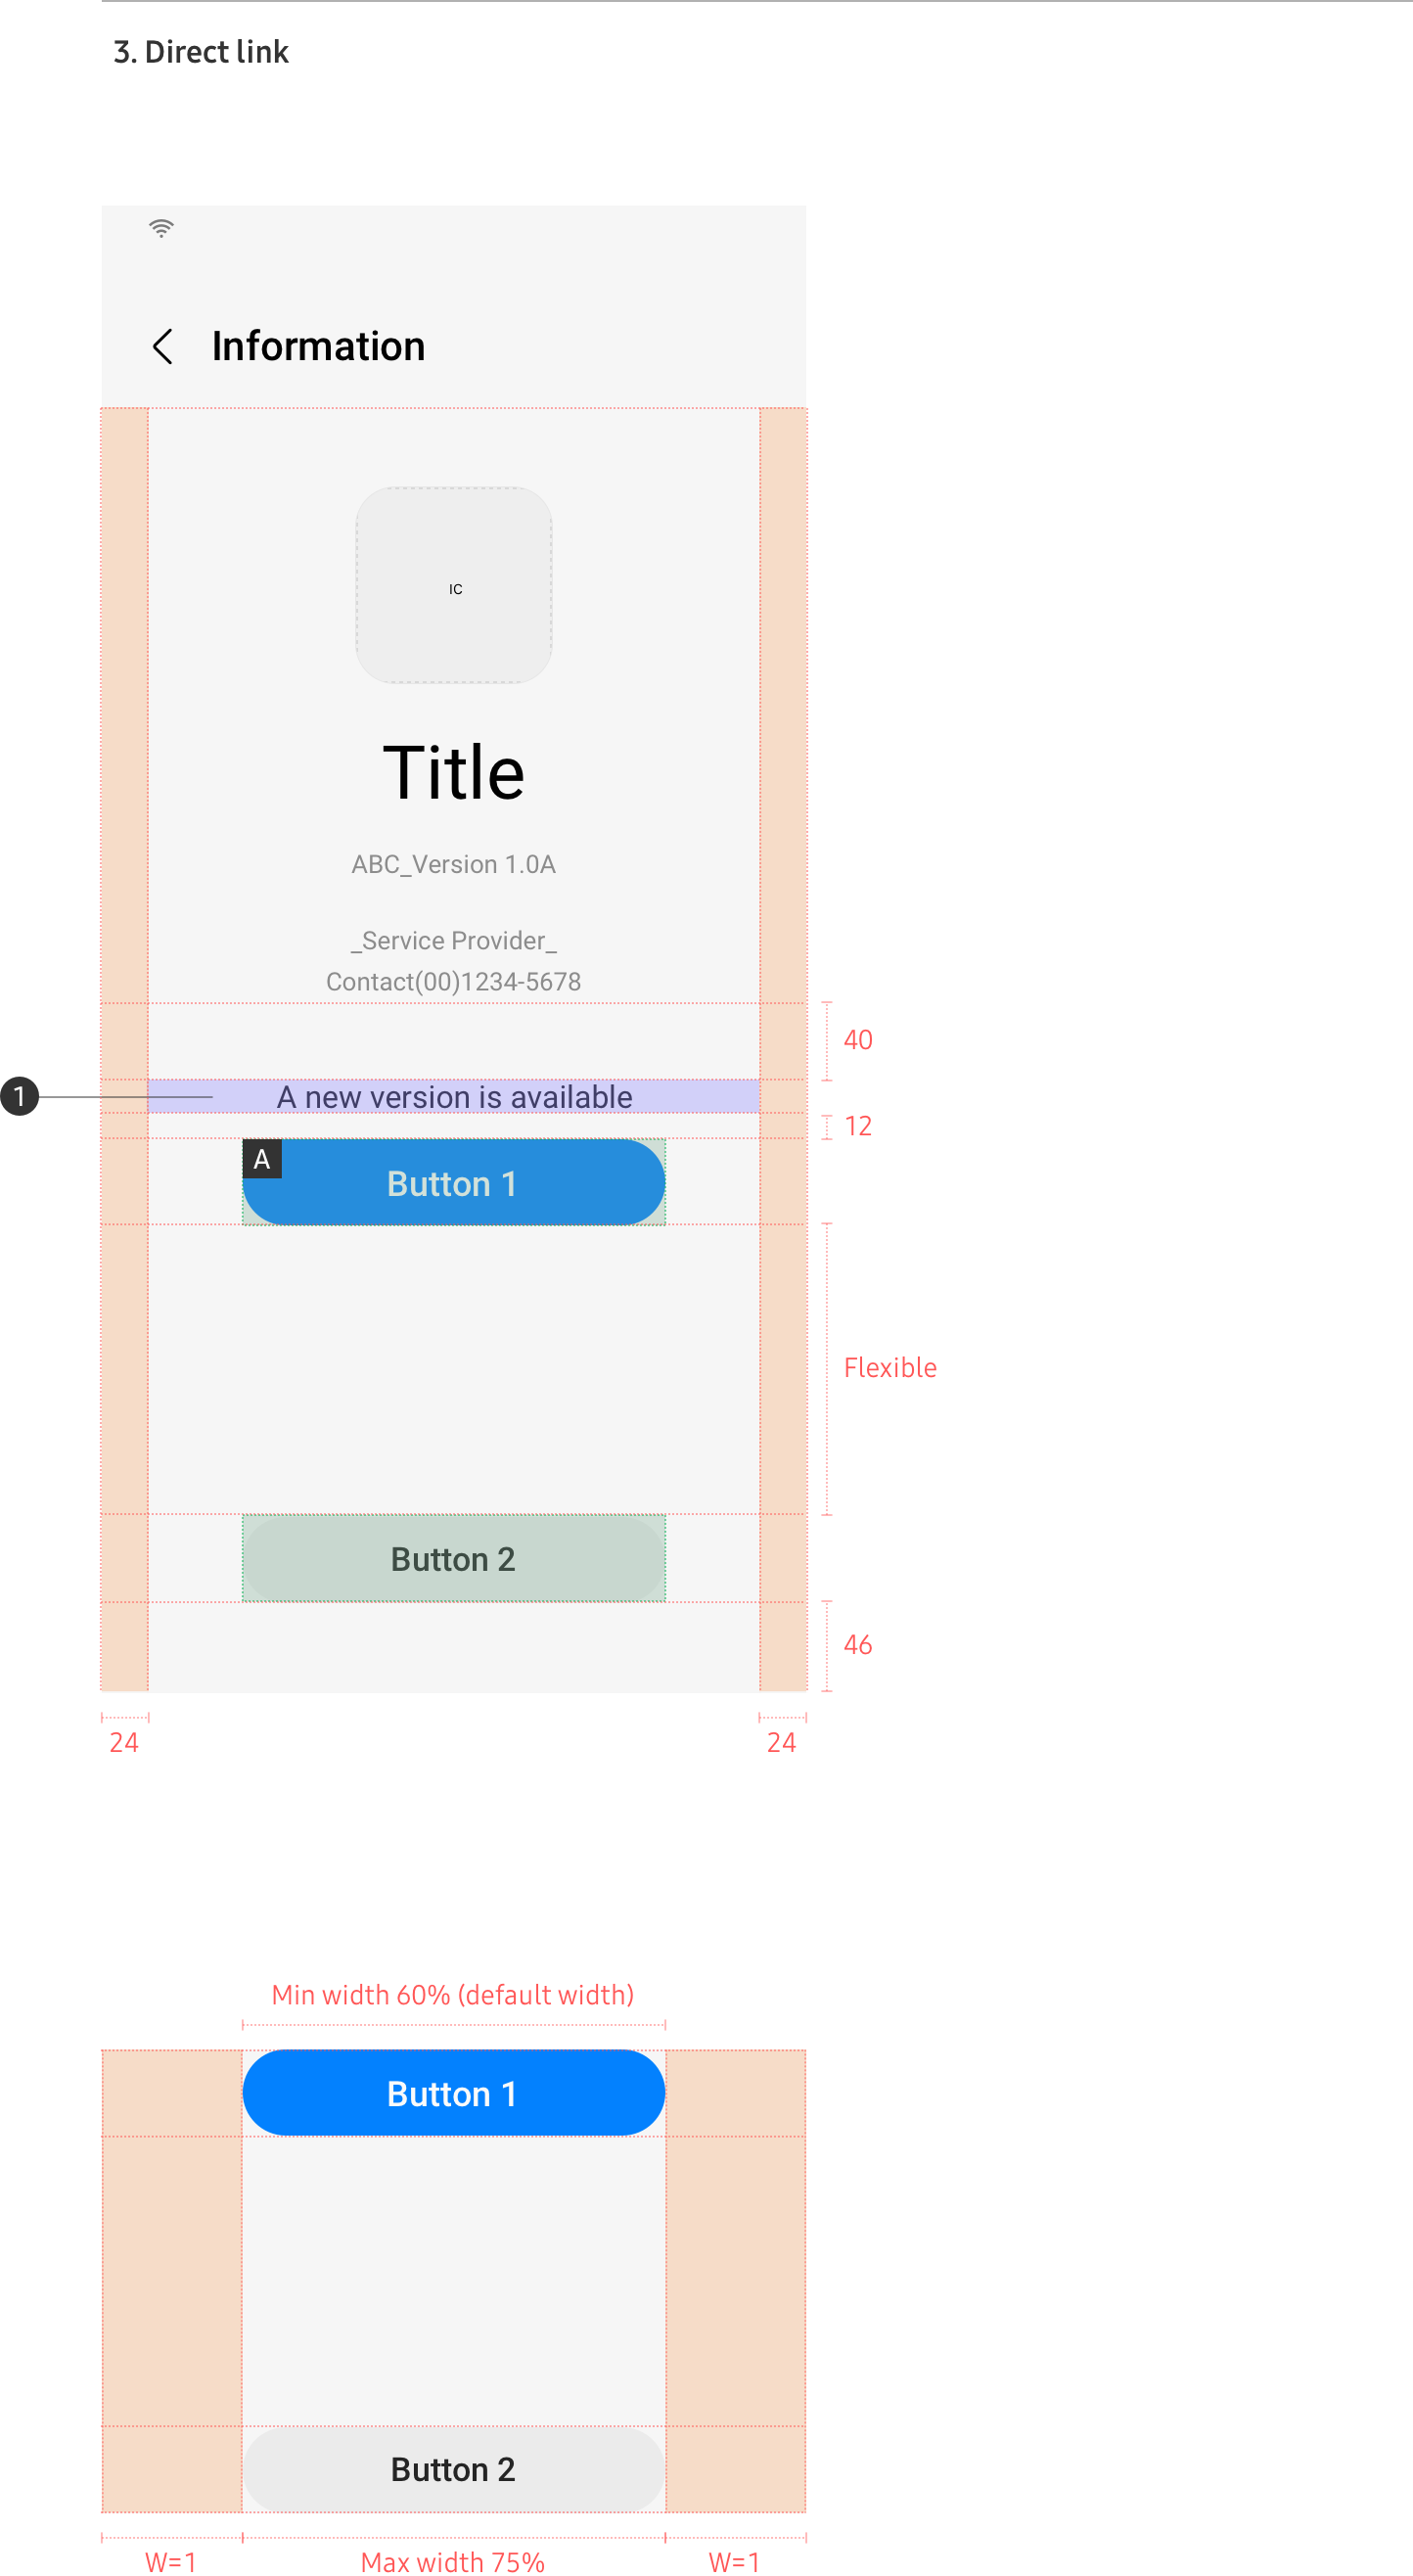 3. Direct link
Information
IC
Title
ABC_Version 1.0A
_Service Provider_
Contact(00)1234-5678
40
1
A new version is available
12
A
Button 1
Flexible
Button 2
46
24
24
Min width 60% (default width)
Button 1
Button 2
W=1
Max width 75%
W=1